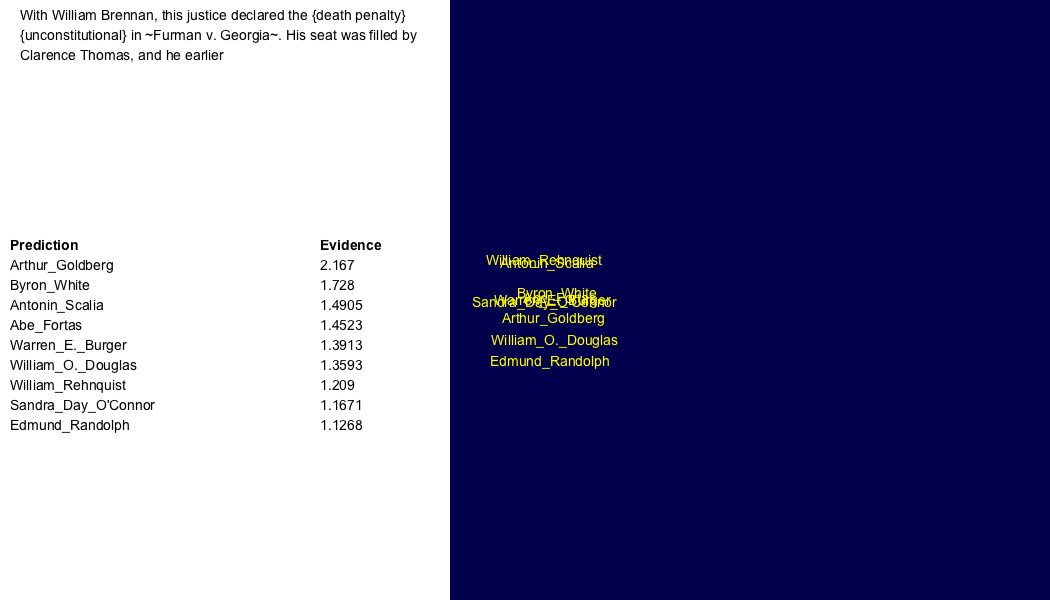 With William Brennan, this justice declared the {death penalty}
{unconstitutional} in ~Furman v. Georgia~. His seat was filled by
Clarence Thomas, and he earlier
Prediction Evidence
Arthur_Goldberg 2.167
Byron_White 1.728
Antonin_Scalia 1.4905
Abe_Fortas 1.4523
Warren_E._Burger 1.3913
William_O._Douglas 1.3593
William_Rehnquist 1.209
Sandra_Day_O'Connor 1.1671
Edmund_Randolph 1.1268
William_Rehnquist
Antonin_Scalia
Byron_White
Warren_E._Burger
Sandra_Day_O'Connor
Arthur_Goldberg
William_O._Douglas
Edmund_Randolph